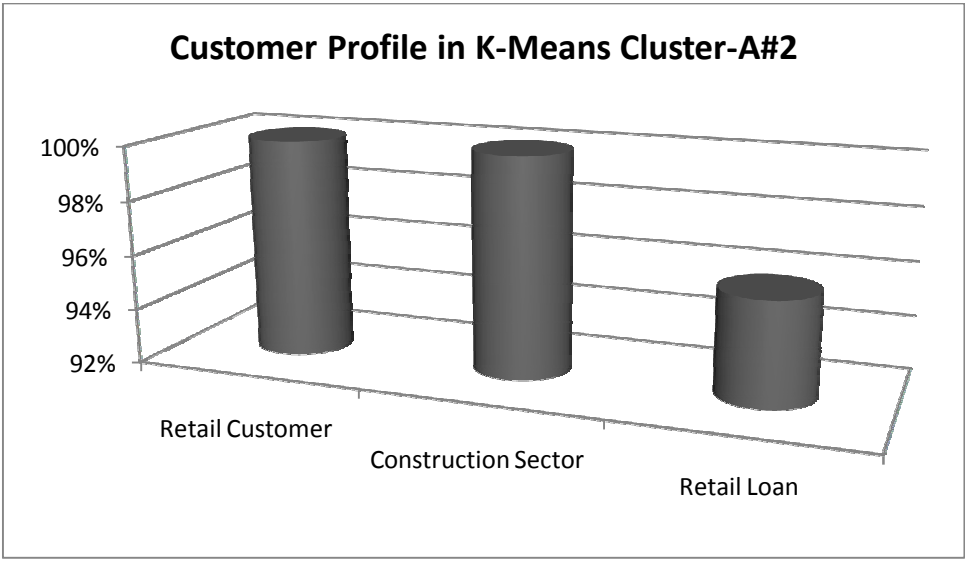 Customer Profile in K-Means Cluster-A#2
100%
98%
96%
94%
92%
Retail Customer
Construction Sector
Retail Loan